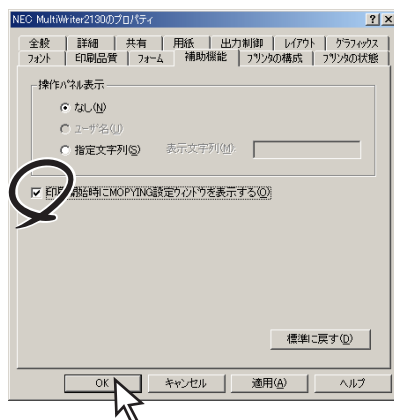 NEC MultiWriter2130のプロパティ
全般 詳細 共有 用紙 出力制御 レイアウト グラフィックス
フォント 印刷品質 フォーム 補助機能 プリンタの構成 プリンタの状態
操作パネル表示
なし(N)
ユーザ名(U)
指定文字列(S) 表示文字列(M):
印刷開始時にMOPYING設定ウィンドウを表示する(O)
標準に戻す(D)
OK キャンセル 適用(A) ヘルプ